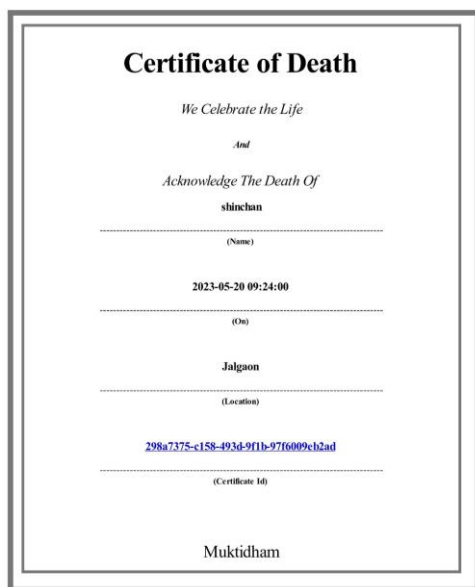 Certificate of Death
We Celebrate the Life
And
Acknowledge The Death Of
shinchan
(Name)
2023-05-20 09:24:00
(On)
Jalgaon
(Location)
298a7375-c158-493d-9f1b-97f6009eb2ad
(Certificate Id)
Muktidham